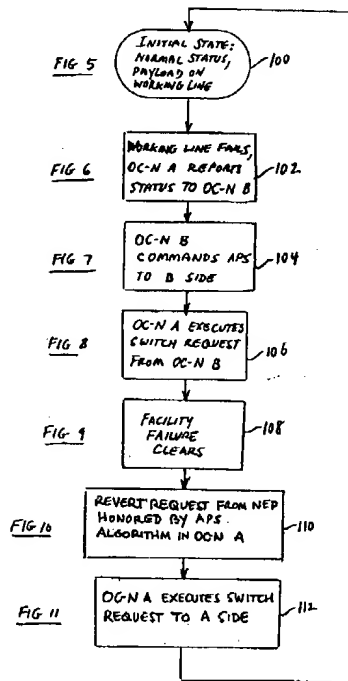 FIG 5
INITIAL STATE:
NORMAL STATUS,
PAYLOAD ON
WORKING LINE
100
FIG 6
WORKING LINE FAILS,
OC-N A REPORTS
STATUS TO OC-N B
102
FIG 7
OC-N B
COMMANDS APS
TO B SIDE
104
FIG 8
OC-N A EXECUTES
SWITCH REQUEST
FROM OC-N B
106
FIG 9
FACILITY
FAILURE
CLEARS
108
FIG 10
REVERT REQUEST FROM NEP
HONORED BY APS
ALGORITHM IN OCN A
110
FIG 11
OC-N A EXECUTES SWITCH
REQUEST TO A SIDE
112